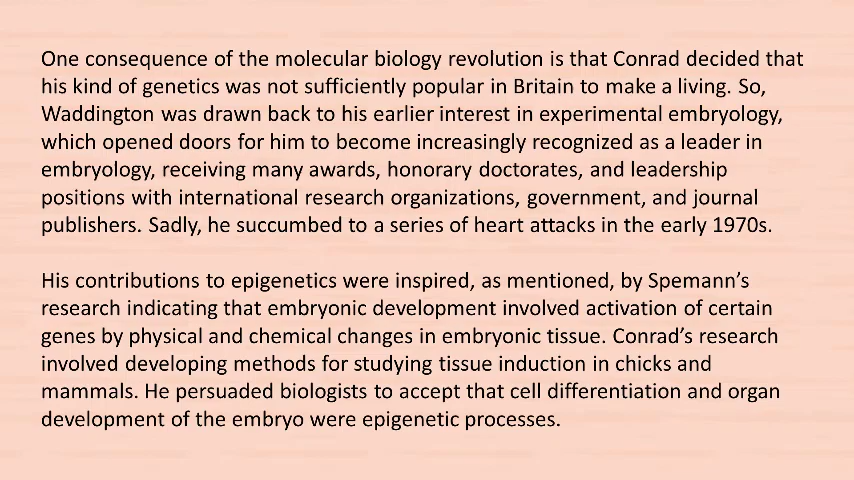 One consequence of the molecular biology revolution is that Conrad decided that
his kind of genetics was not sufficiently popular in Britain to make a living. So,
Waddington was drawn back to his earlier interest in experimental embryology,
which opened doors for him to become increasingly recognized as a leader in
embryology, receiving many awards, honorary doctorates, and leadership
positions with international research organizations, government, and journal
publishers. Sadly, he succumbed to a series of heart attacks in the early 1970s.
His contributions to epigenetics were inspired, as mentioned, by Spemann’s
research indicating that embryonic development involved activation of certain
genes by physical and chemical changes in embryonic tissue. Conrad’s research
involved developing methods for studying tissue induction in chicks and
mammals. He persuaded biologists to accept that cell differentiation and organ
development of the embryo were epigenetic processes.